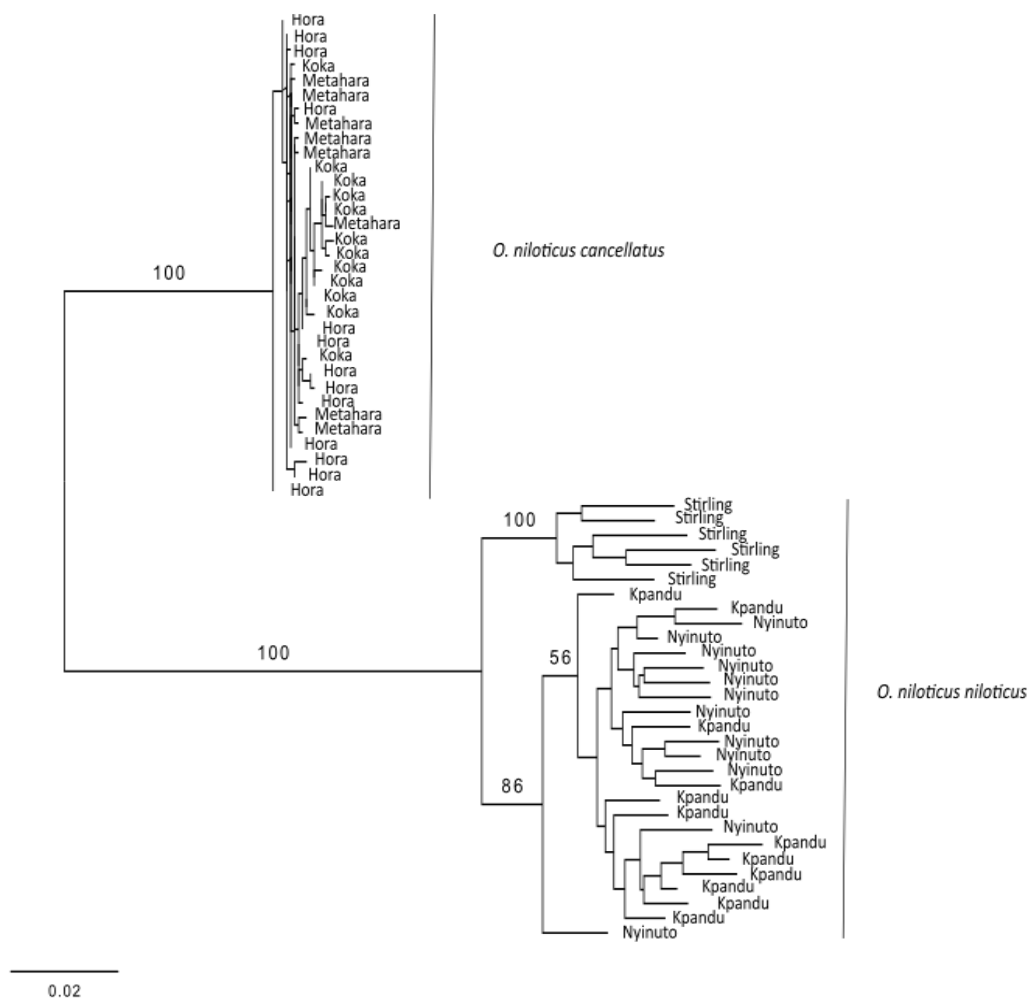 Hora
Hora
Hora
Koka
Metahara
Metahara
Hora
Metahara
Metahara
Metahara
Koka
Koka
Koka
Koka
Metahara
Koka
Koka
Koka
Koka
Koka
Koka
Hora
Hora
Koka
Hora
Hora
Hora
Metahara
Metahara
Hora
Hora
Hora
Hora
O. niloticus cancellatus
100
Stirling
Stirling
Stirling
Stirling
Stirling
Stirling
Kpandu
Kpandu
Nyinuto
Nyinuto
Nyinuto
Nyinuto
Nyinuto
Nyinuto
Nyinuto
Kpandu
Nyinuto
Nyinuto
Nyinuto
Kpandu
Kpandu
Kpandu
Nyinuto
Kpandu
Kpandu
Kpandu
Kpandu
Kpandu
Kpandu
Nyinuto
O. niloticus niloticus
100
100
56
86
0.02